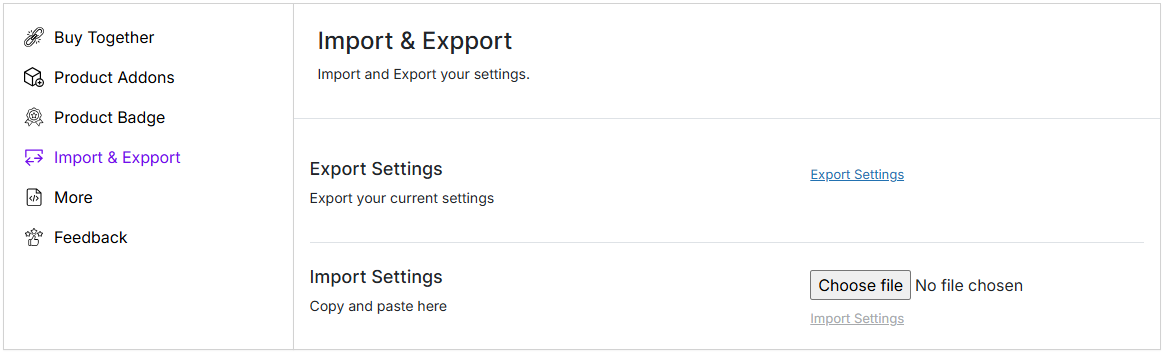 Buy Together
Product Addons
Product Badge
Import & Expport
More
Feedback
Import & Expport
Import and Export your settings.
Export Settings
Export your current settings
Export Settings
Import Settings
Copy and paste here
Choose file No file chosen
Import Settings